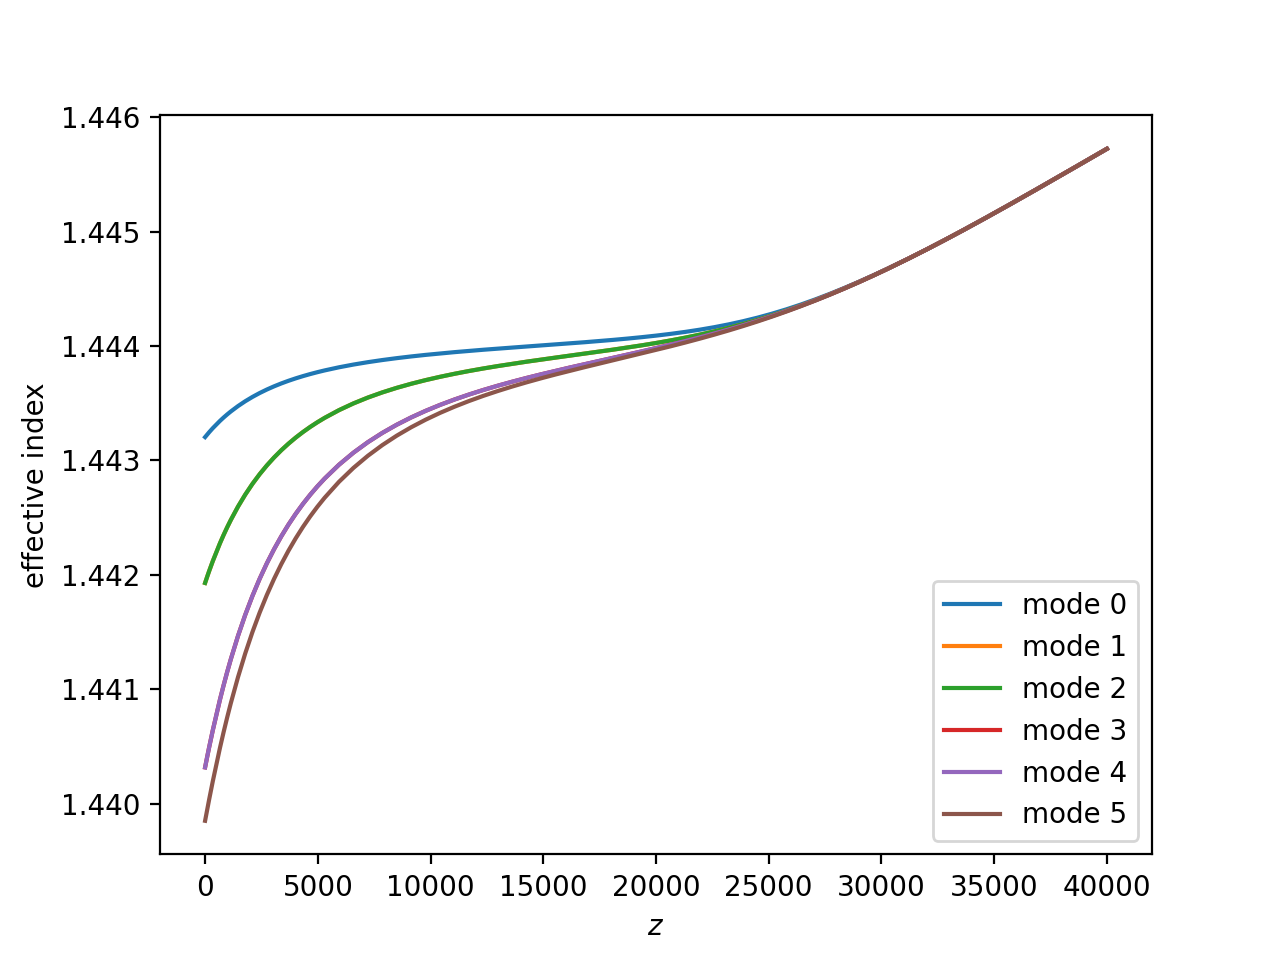 1.446
1.445
1.444
1.443
1.442
1.441
1.440
effective index
mode 0
mode 1
mode 2
mode 3
mode 4
mode 5
0 5000 10000 15000 20000 25000 30000 35000 40000
z